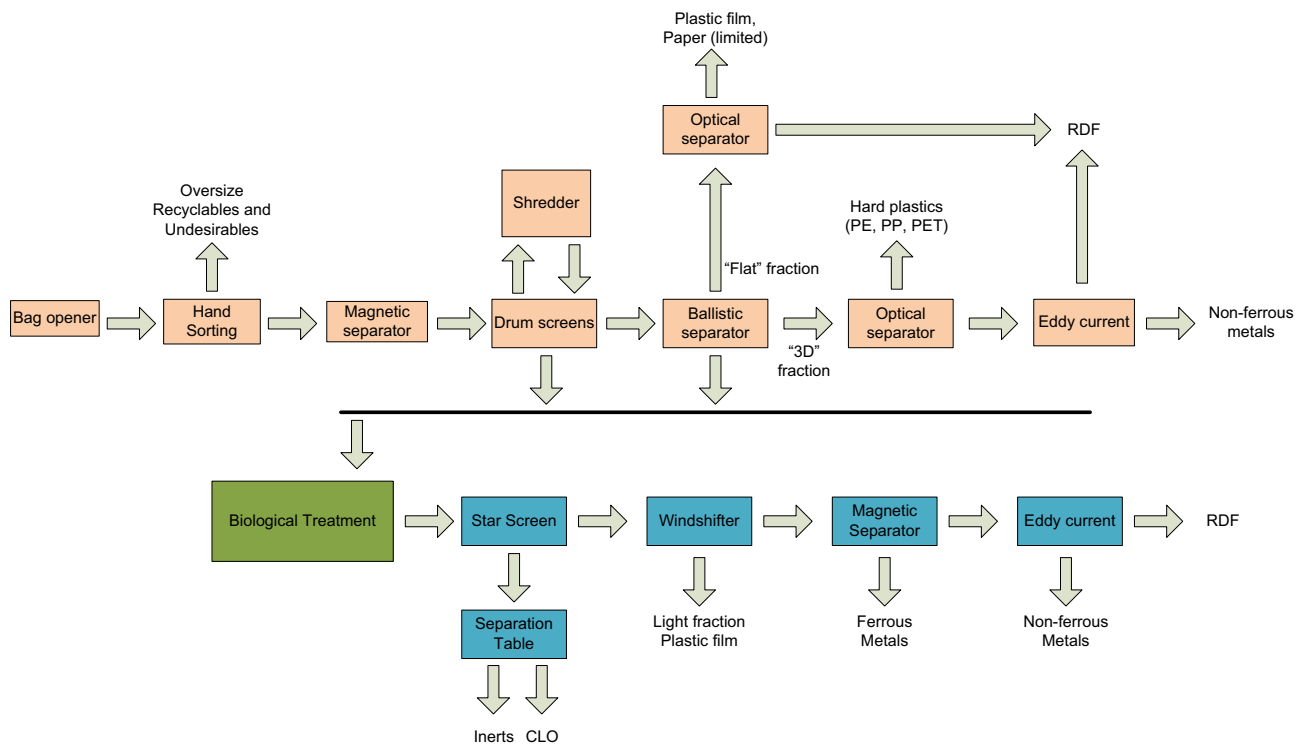 Plastic film,
Paper (limited)
Optical
separator
RDF
Shredder
Oversize
Recyclables and
Undesirables
Hard plastics
(PE, PP, PET)
“Flat” fraction
Bag opener
Hand
Sorting
Magnetic
separator
Drum screens
Ballistic
separator
“3D”
fraction
Optical
separator
Eddy current
Non-ferrous
metals
Biological Treatment
Star Screen
Windshifter
Magnetic
Separator
Eddy current
RDF
Separation
Table
Light fraction
Plastic film
Ferrous
Metals
Non-ferrous
Metals
Inerts
CLO